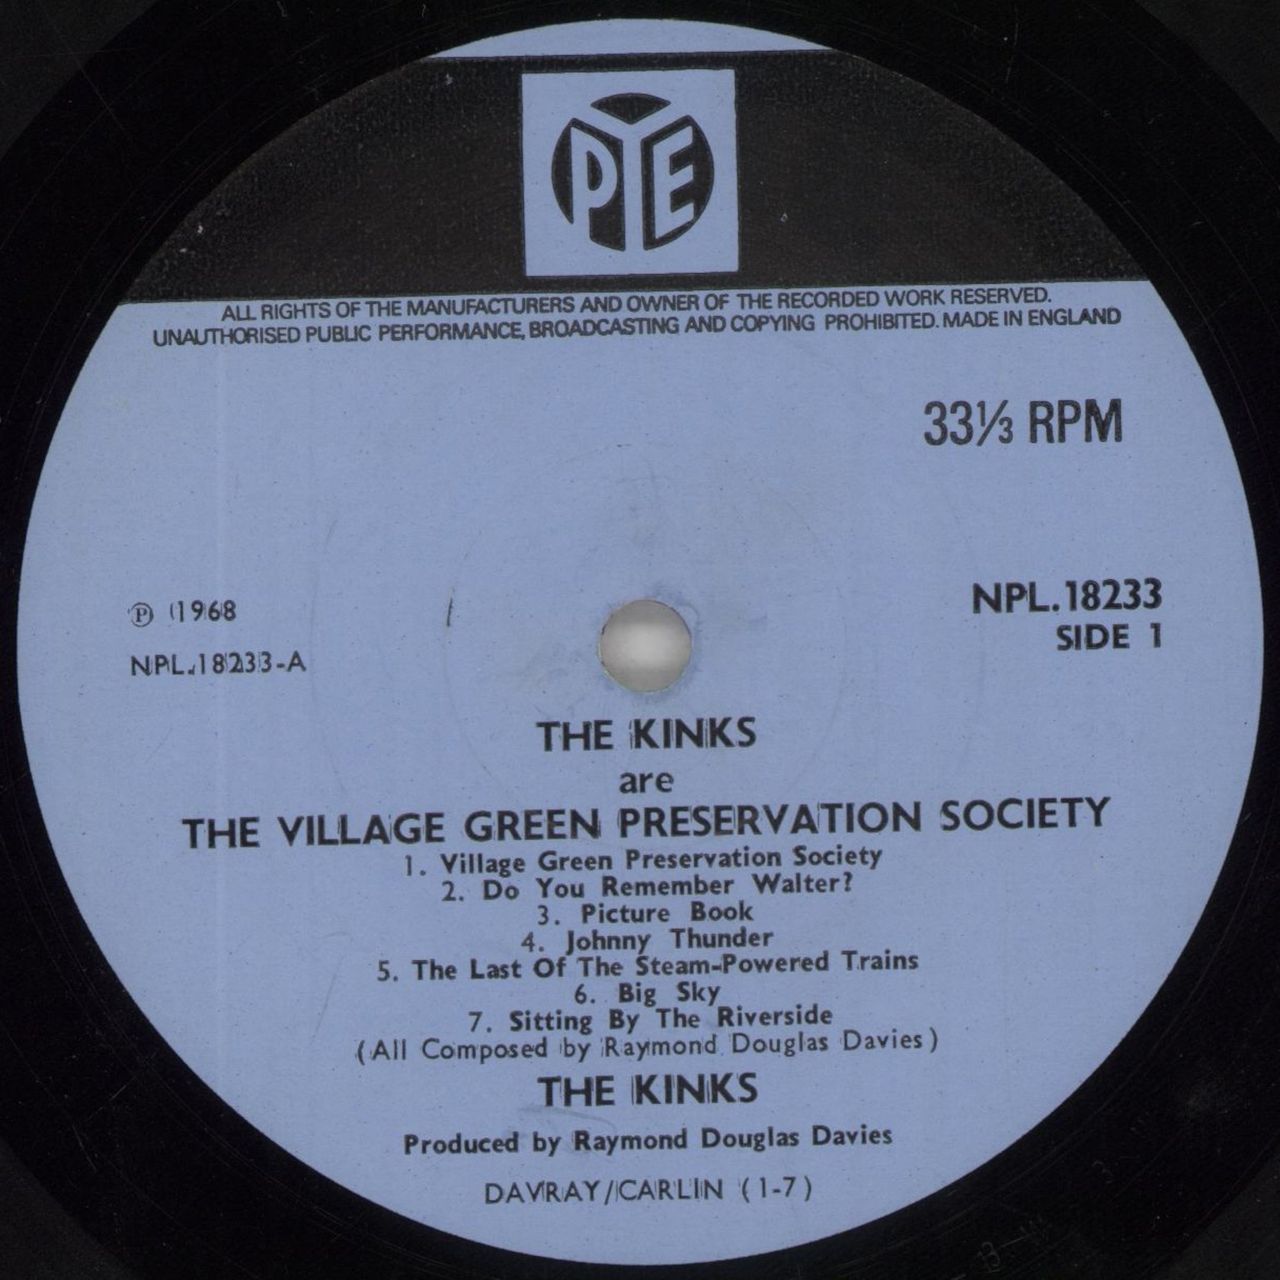 PYE
ALL RIGHTS OF THE MANUFACTURERS AND OWNER OF THE RECORDED WORK RESERVED.
UNAUTHORISED PUBLIC PERFORMANCE, BROADCASTING AND COPYING PROHIBITED. MADE IN ENGLAND
33⅓ RPM
Ⓟ 1968
NPL.18233-A
NPL.18233
SIDE 1
THE KINKS
are
THE VILLAGE GREEN PRESERVATION SOCIETY
1. Village Green Preservation Society
2. Do You Remember Walter?
3. Picture Book
4. Johnny Thunder
5. The Last Of The Steam-Powered Trains
6. Big Sky
7. Sitting By The Riverside
(All Composed by Raymond Douglas Davies)
THE KINKS
Produced by Raymond Douglas Davies
DAVRAY/CARLIN (1-7)